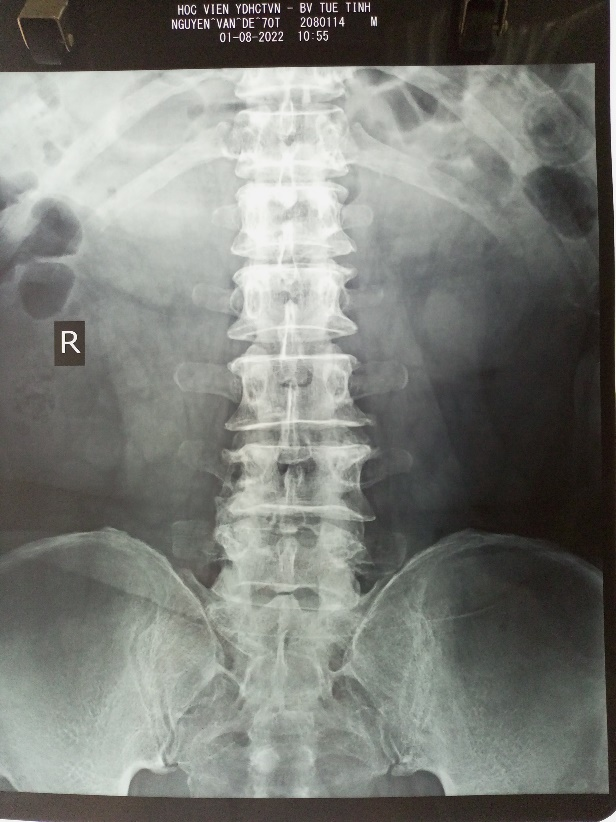 HOC VIEN YDHCTVN - BV TUE TINH
NGUYEN^VAN^DE^70T 2080114 M
01-08-2022 10:55
R